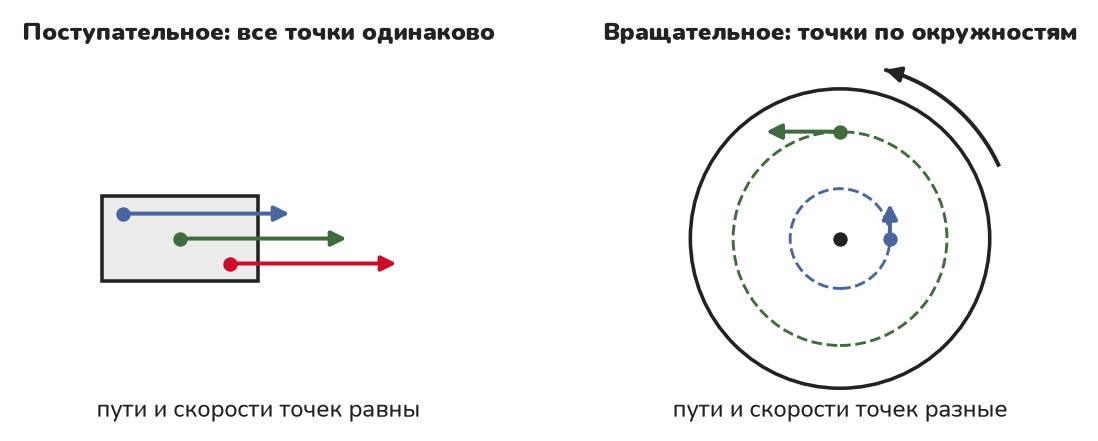 Поступательное: все точки одинаково
Вращательное: точки по окружностям
пути и скорости точек равны
пути и скорости точек разные